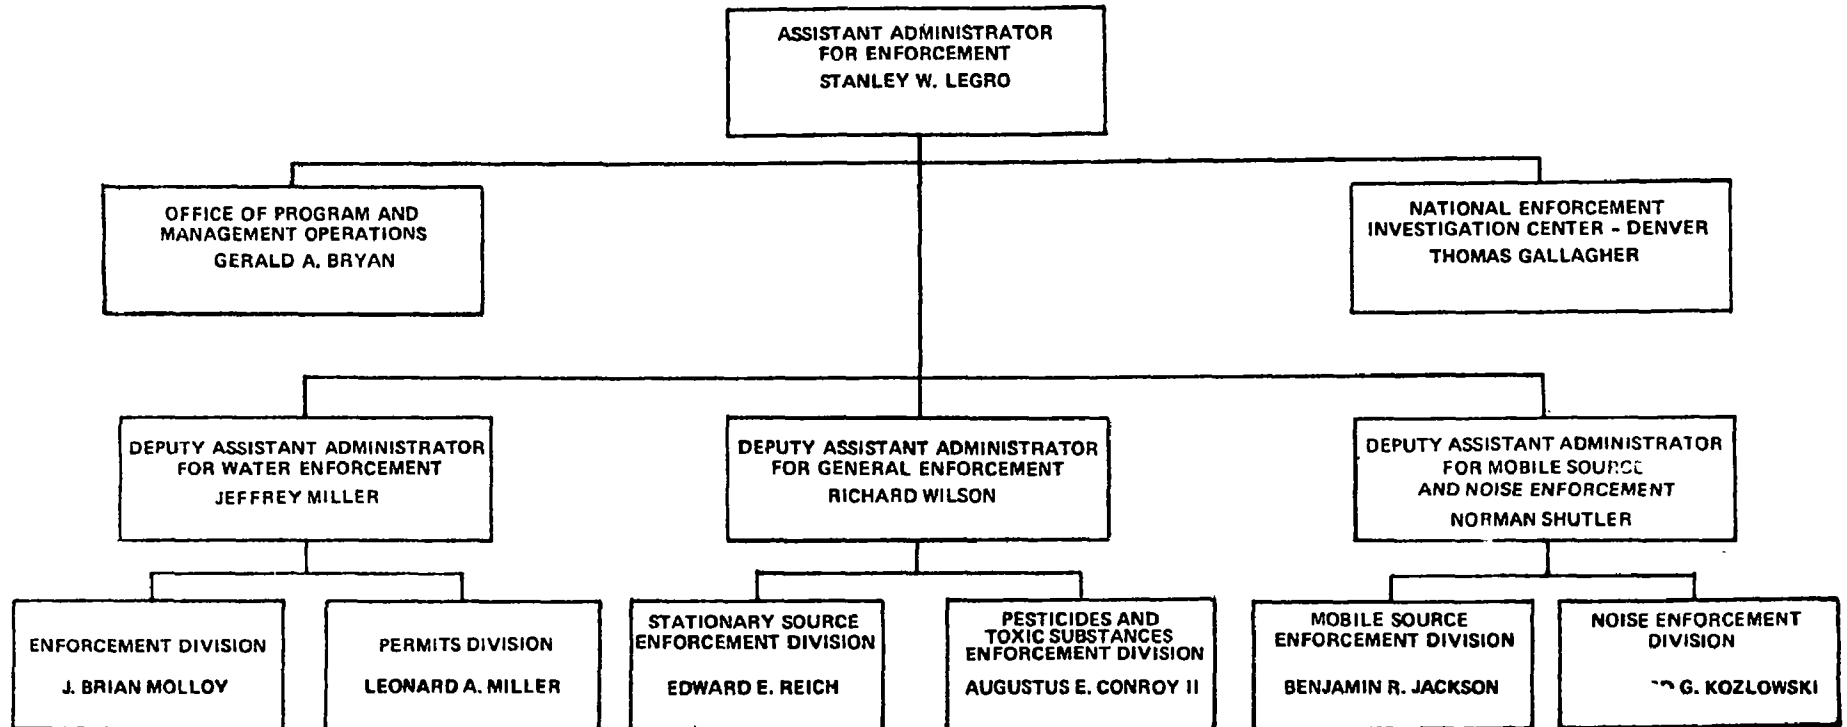 ASSISTANT ADMINISTRATOR
FOR ENFORCEMENT
STANLEY W. LEGRO
OFFICE OF PROGRAM AND
MANAGEMENT OPERATIONS
GERALD A. BRYAN
NATIONAL ENFORCEMENT
INVESTIGATION CENTER - DENVER
THOMAS GALLAGHER
DEPUTY ASSISTANT ADMINISTRATOR
FOR WATER ENFORCEMENT
JEFFREY MILLER
DEPUTY ASSISTANT ADMINISTRATOR
FOR GENERAL ENFORCEMENT
RICHARD WILSON
DEPUTY ASSISTANT ADMINISTRATOR
FOR MOBILE SOURCE
AND NOISE ENFORCEMENT
NORMAN SHUTLER
ENFORCEMENT DIVISION
J. BRIAN MOLLOY
PERMITS DIVISION
LEONARD A. MILLER
STATIONARY SOURCE
ENFORCEMENT DIVISION
EDWARD E. REICH
PESTICIDES AND
TOXIC SUBSTANCES
ENFORCEMENT DIVISION
AUGUSTUS E. CONROY II
MOBILE SOURCE
ENFORCEMENT DIVISION
BENJAMIN R. JACKSON
NOISE ENFORCEMENT
DIVISION
G. KOZLOWSKI